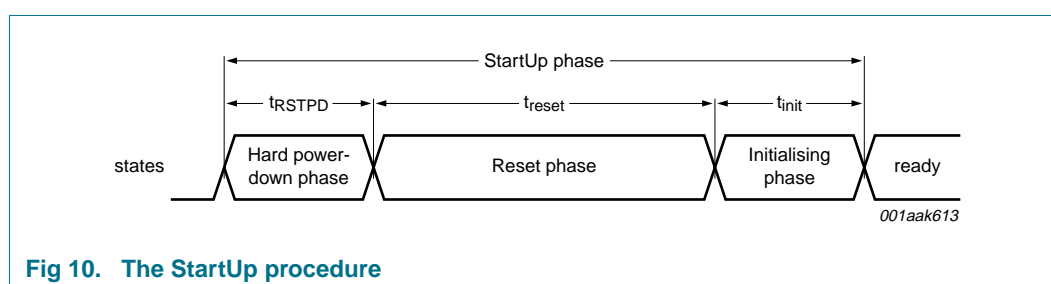 StartUp phase
tRSTPD treset tinit
states
Hard power-
down phase
Reset phase
Initialising
phase
ready
001aak613
Fig 10. The StartUp procedure